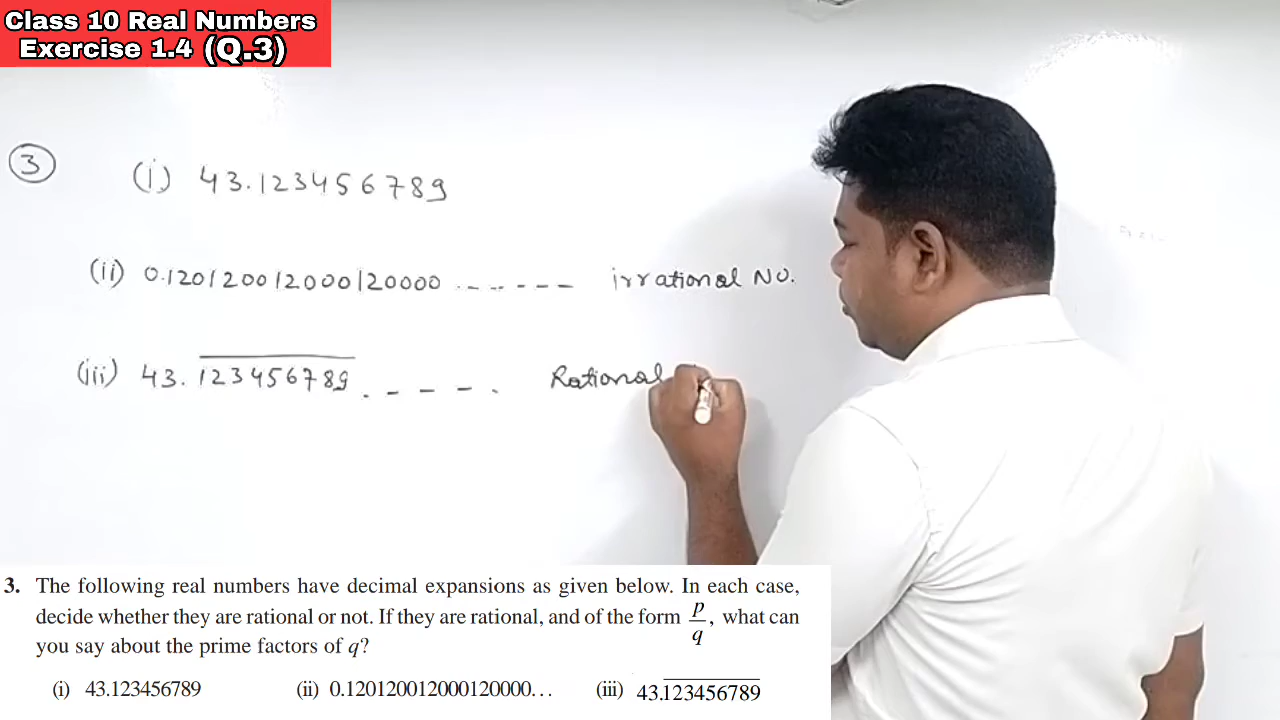 Class 10 Real Numbers
Exercise 1.4 (Q.3)
3
(i) 43.123456789
(ii) 0.120120012000120000 ....... irrational No.
(iii) 43.123456789 ..... Rational
3. The following real numbers have decimal expansions as given below. In each case,
decide whether they are rational or not. If they are rational, and of the form p/q, what can
you say about the prime factors of q?
(i) 43.123456789 (ii) 0.120120012000120000... (iii) 43.123456789